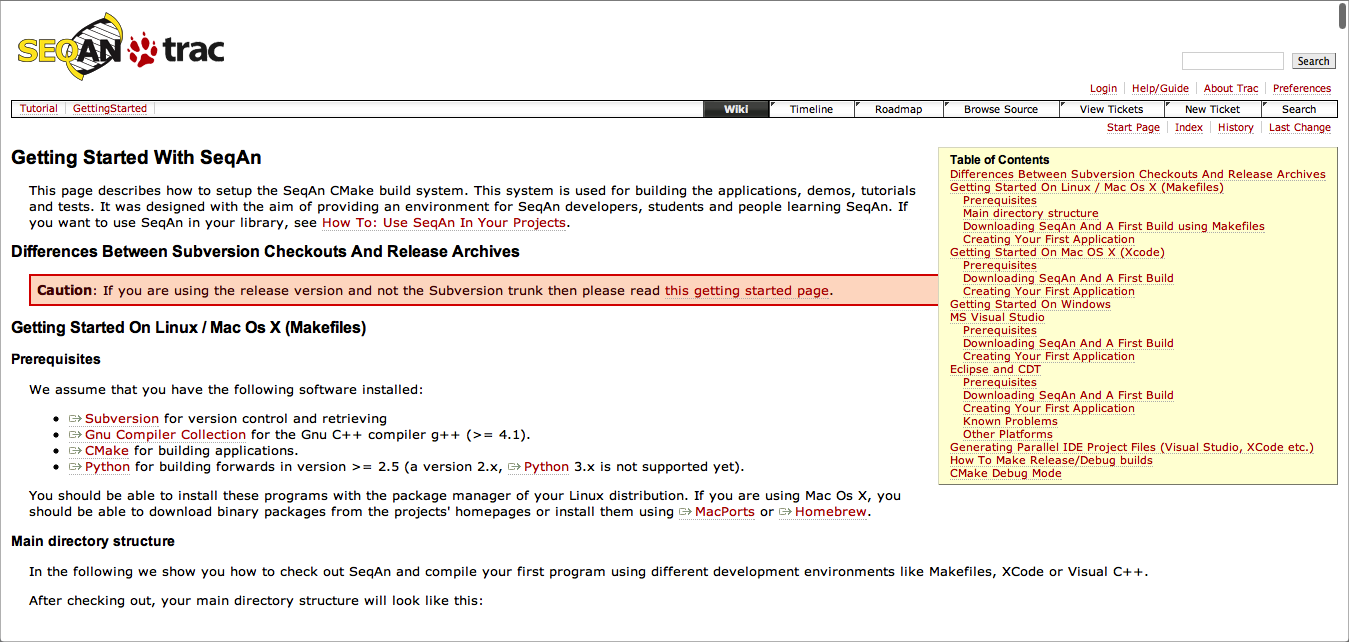 SEQAN trac
Search
Login Help/Guide About Trac Preferences
Tutorial GettingStarted Wiki Timeline Roadmap Browse Source View Tickets New Ticket Search
Start Page Index History Last Change
Getting Started With SeqAn
This page describes how to setup the SeqAn CMake build system. This system is used for building the applications, demos, tutorials
and tests. It was designed with the aim of providing an environment for SeqAn developers, students and people learning SeqAn. If
you want to use SeqAn in your library, see How To: Use SeqAn In Your Projects.
Differences Between Subversion Checkouts And Release Archives
Caution: If you are using the release version and not the Subversion trunk then please read this getting started page.
Getting Started On Linux / Mac Os X (Makefiles)
Prerequisites
We assume that you have the following software installed:
• Subversion for version control and retrieving
• Gnu Compiler Collection for the Gnu C++ compiler g++ (>= 4.1).
• CMake for building applications.
• Python for building forwards in version >= 2.5 (a version 2.x, Python 3.x is not supported yet).
You should be able to install these programs with the package manager of your Linux distribution. If you are using Mac Os X, you
should be able to download binary packages from the projects' homepages or install them using MacPorts or Homebrew.
Main directory structure
In the following we show you how to check out SeqAn and compile your first program using different development environments like Makefiles, XCode or Visual C++.
After checking out, your main directory structure will look like this:
Table of Contents
Differences Between Subversion Checkouts And Release Archives
Getting Started On Linux / Mac Os X (Makefiles)
Prerequisites
Main directory structure
Downloading SeqAn And A First Build using Makefiles
Creating Your First Application
Getting Started On Mac OS X (Xcode)
Prerequisites
Downloading SeqAn And A First Build
Creating Your First Application
Getting Started On Windows
MS Visual Studio
Prerequisites
Downloading SeqAn And A First Build
Creating Your First Application
Eclipse and CDT
Prerequisites
Downloading SeqAn And A First Build
Creating Your First Application
Known Problems
Other Platforms
Generating Parallel IDE Project Files (Visual Studio, XCode etc.)
How To Make Release/Debug builds
CMake Debug Mode